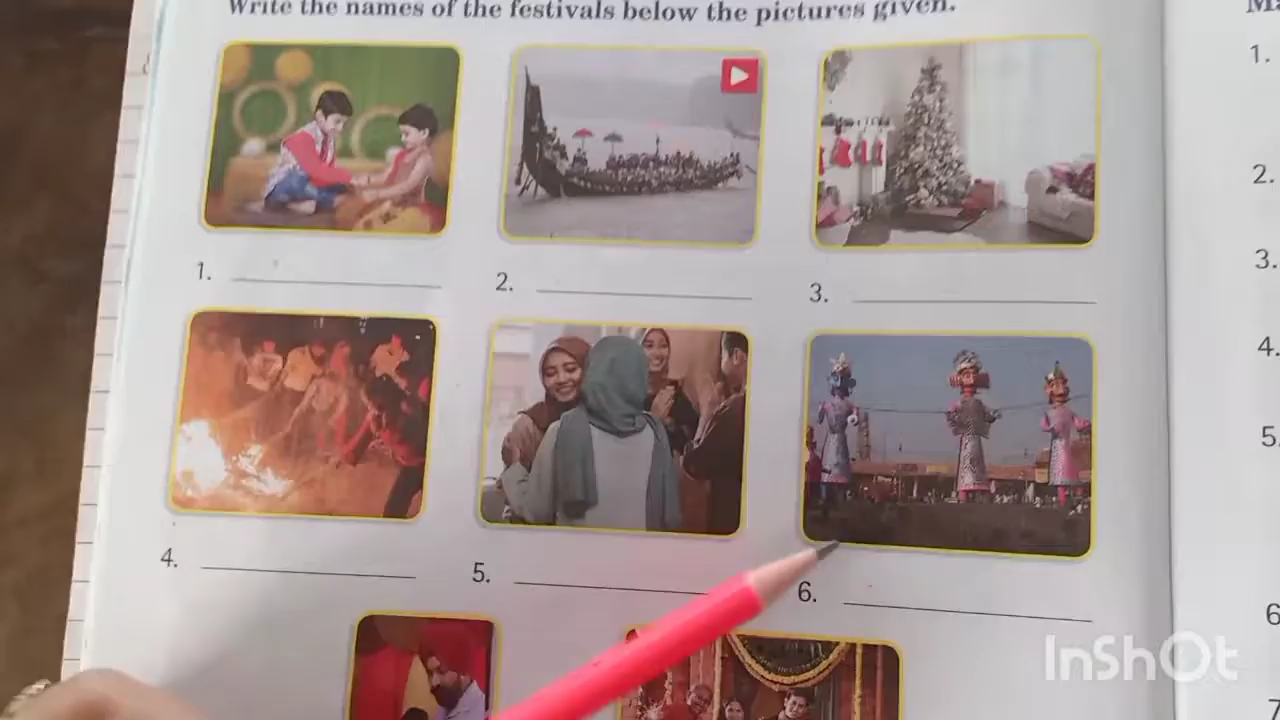 Write the names of the festivals below the pictures given.
1.
1. 2. 3.
2.
3.
4.
5.
4. 5. 6.
6
7
InShOt